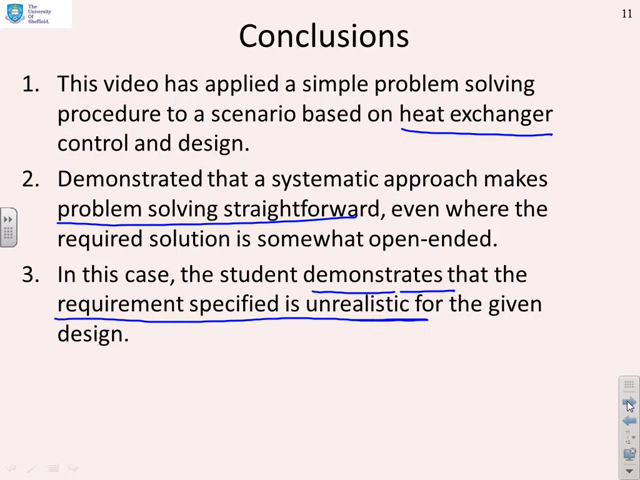 The
University
Of
Sheffield.
11
Conclusions
1. This video has applied a simple problem solving
procedure to a scenario based on heat exchanger
control and design.
2. Demonstrated that a systematic approach makes
problem solving straightforward, even where the
required solution is somewhat open-ended.
3. In this case, the student demonstrates that the
requirement specified is unrealistic for the given
design.